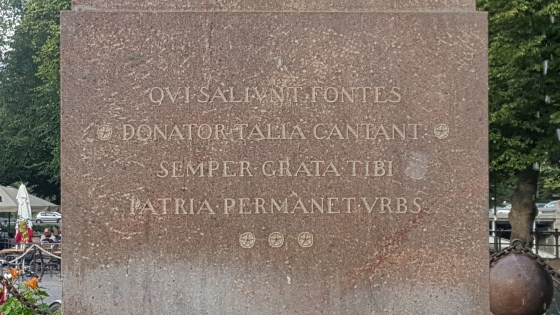 QVI·SALIVNT·FONTES
DONATOR·TALIA CANTANT·
SEMPER·GRATA TIBI
PATRIA·PERMANET·VRBS